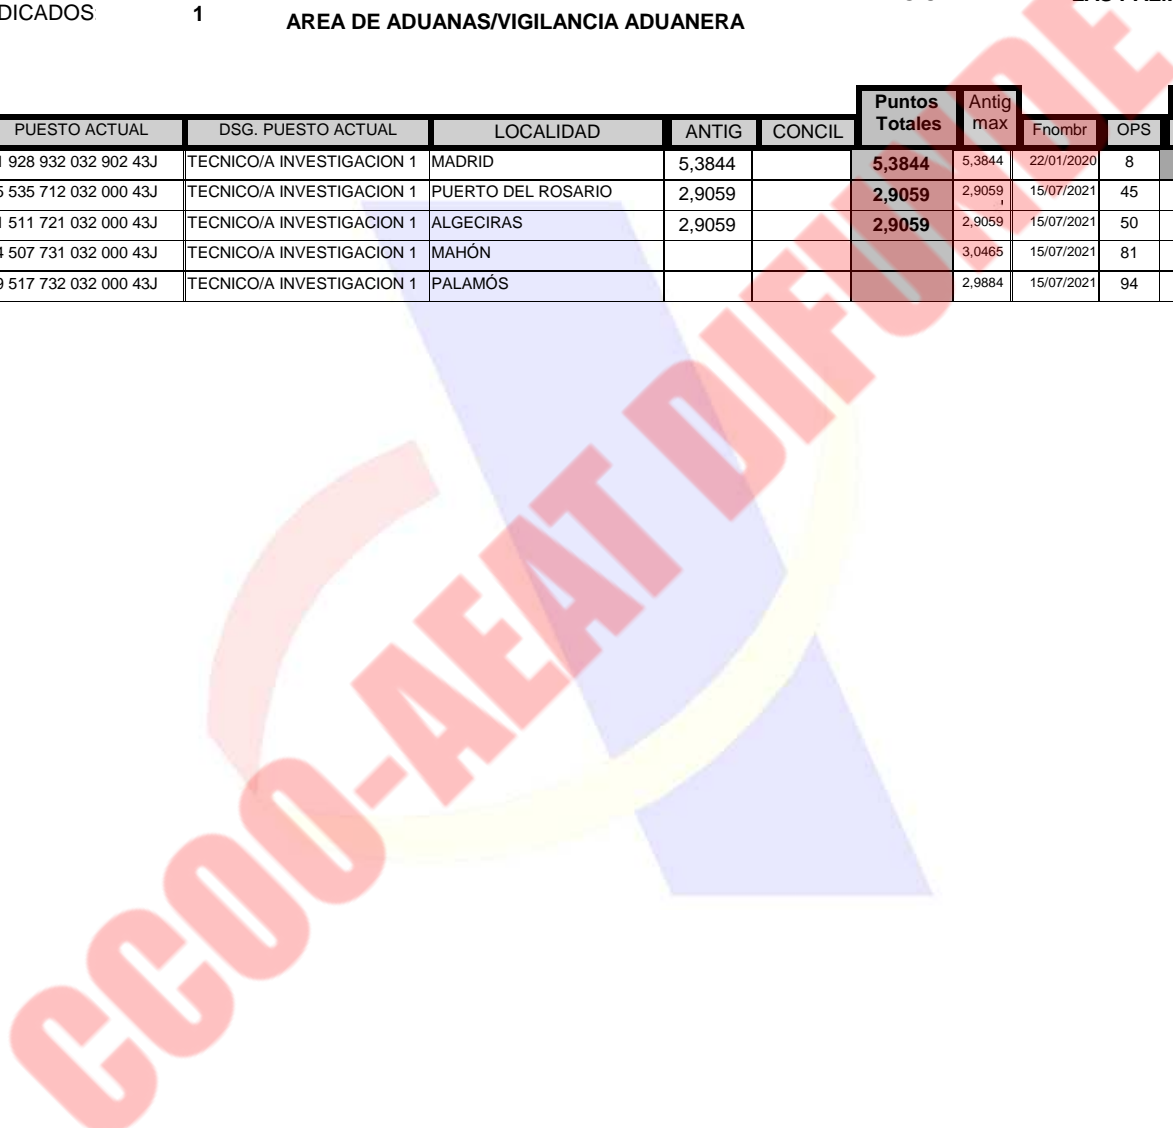 DICADOS 1
AREA DE ADUANAS/VIGILANCIA ADUANERA
PUESTO ACTUAL DSG. PUESTO ACTUAL LOCALIDAD ANTIG CONCIL Puntos Totales Antig max Fnombr OPS
928 932 032 902 43J TECNICO/A INVESTIGACION 1 MADRID 5,3844 5,3844 5,3844 22/01/2020 8
535 712 032 000 43J TECNICO/A INVESTIGACION 1 PUERTO DEL ROSARIO 2,9059 2,9059 2,9059 15/07/2021 45
511 721 032 000 43J TECNICO/A INVESTIGACION 1 ALGECIRAS 2,9059 2,9059 2,9059 15/07/2021 50
507 731 032 000 43J TECNICO/A INVESTIGACION 1 MAHÓN 3,0465 15/07/2021 81
517 732 032 000 43J TECNICO/A INVESTIGACION 1 PALAMÓS 2,9884 15/07/2021 94
CCOO-AEAT DIFUNDE